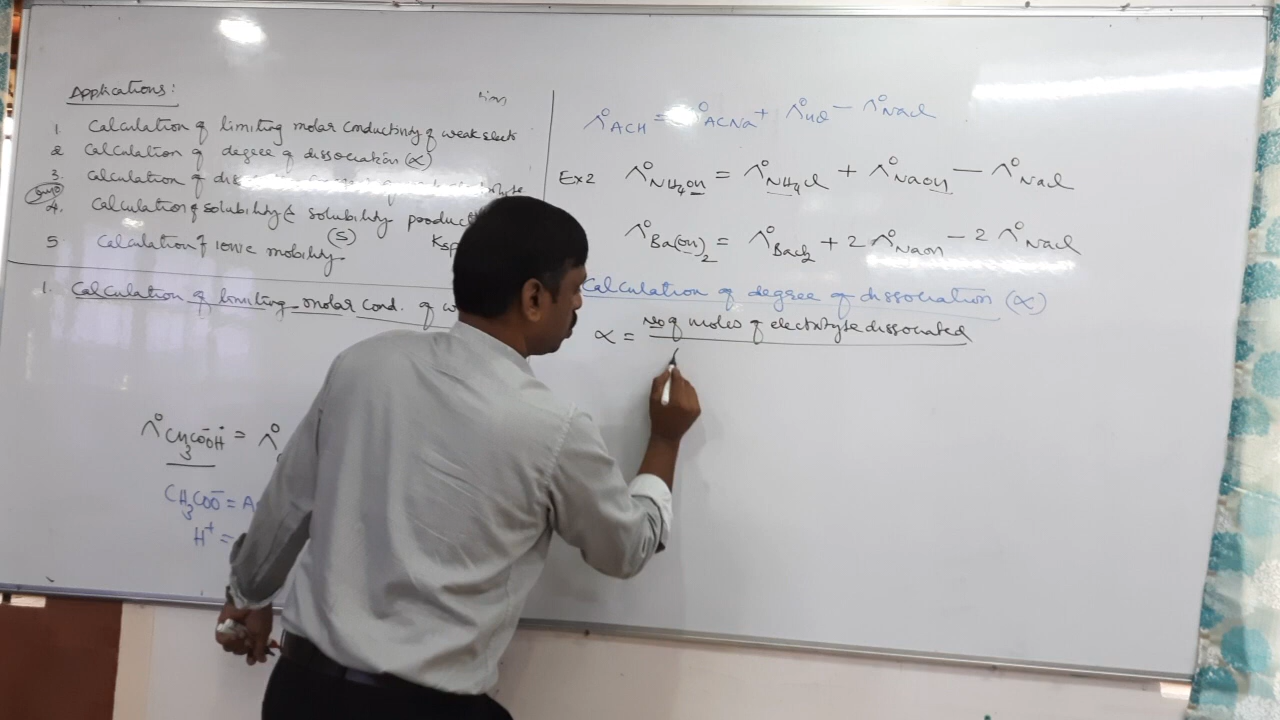 Applications:
1. Calculation of limiting molar conductivity of weak elects
2 Calculation of degree of dissociation (α)
3. Calculation of dis
4. Calculation of solubility & solubility product
(S) Ksp
5 Calculation of ionic mobility
1. Calculation of limiting molar cond. of w
Λ°CH₃COO⁻H⁺ = Λ°
CH₃COO⁻ = A
H⁺ =
Λ°ACH = Λ°ACNa + Λ°HCl − Λ°NaCl
Ex2 Λ°NH₄OH = Λ°NH₄Cl + Λ°NaOH − Λ°NaCl
Λ°Ba(OH)₂ = Λ°BaCl₂ + 2 Λ°NaOH − 2 Λ°NaCl
Calculation of degree of dissociation (α)
α = No of moles of electrolyte dissociated